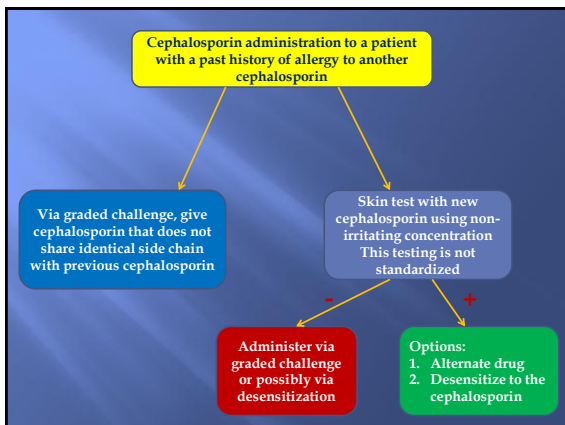 Cephalosporin administration to a patient
with a past history of allergy to another
cephalosporin
Via graded challenge, give
cephalosporin that does not
share identical side chain
with previous cephalosporin
Skin test with new
cephalosporin using non-
irritating concentration
This testing is not
standardized
-
+
Administer via
graded challenge
or possibly via
desensitization
Options:
1. Alternate drug
2. Desensitize to the
cephalosporin